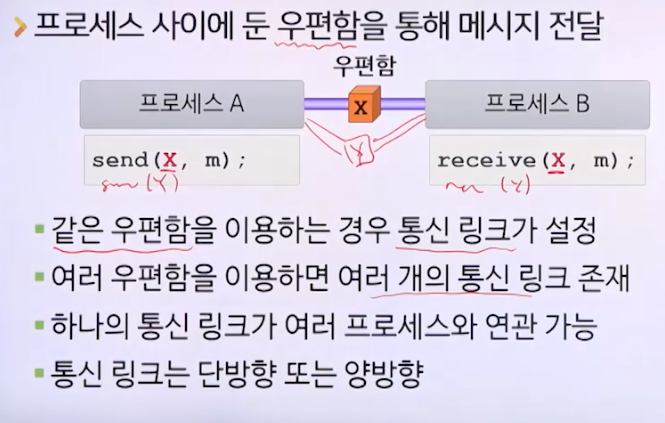 프로세스 사이에 둔 우편함을 통해 메시지 전달
우편함
프로세스 A
X
프로세스 B
Y
send(X, m);
receive(X, m);
(Y)
(Y)
같은 우편함을 이용하는 경우 통신 링크가 설정
여러 우편함을 이용하면 여러 개의 통신 링크 존재
하나의 통신 링크가 여러 프로세스와 연관 가능
통신 링크는 단방향 또는 양방향